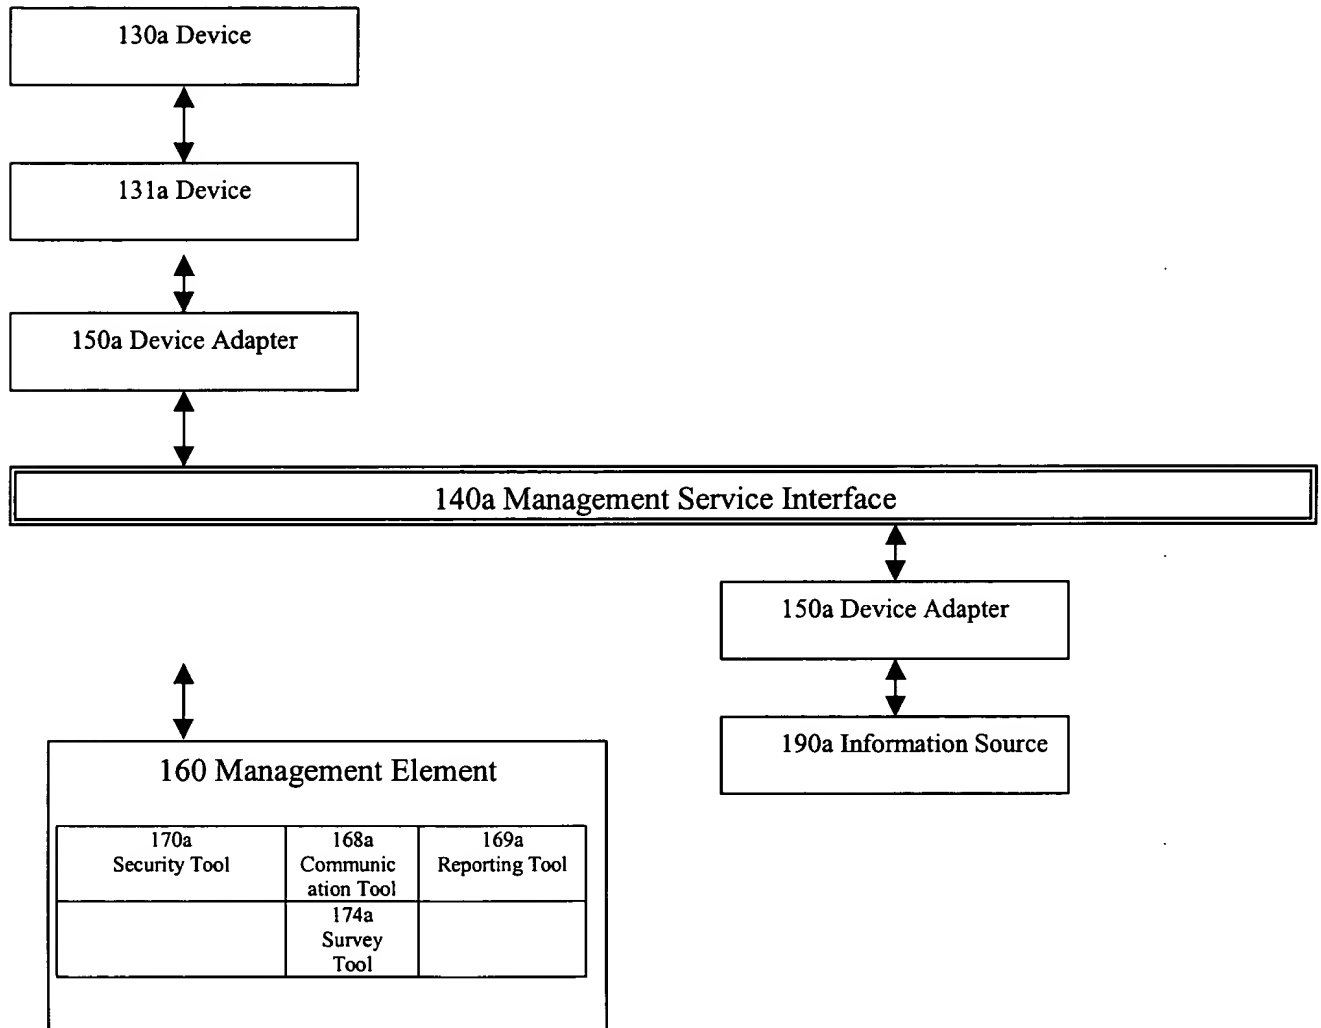 130a Device
131a Device
150a Device Adapter
140a Management Service Interface
150a Device Adapter
190a Information Source
160 Management Element
170a
Security Tool
168a
Communic
ation Tool
169a
Reporting Tool
174a
Survey
Tool